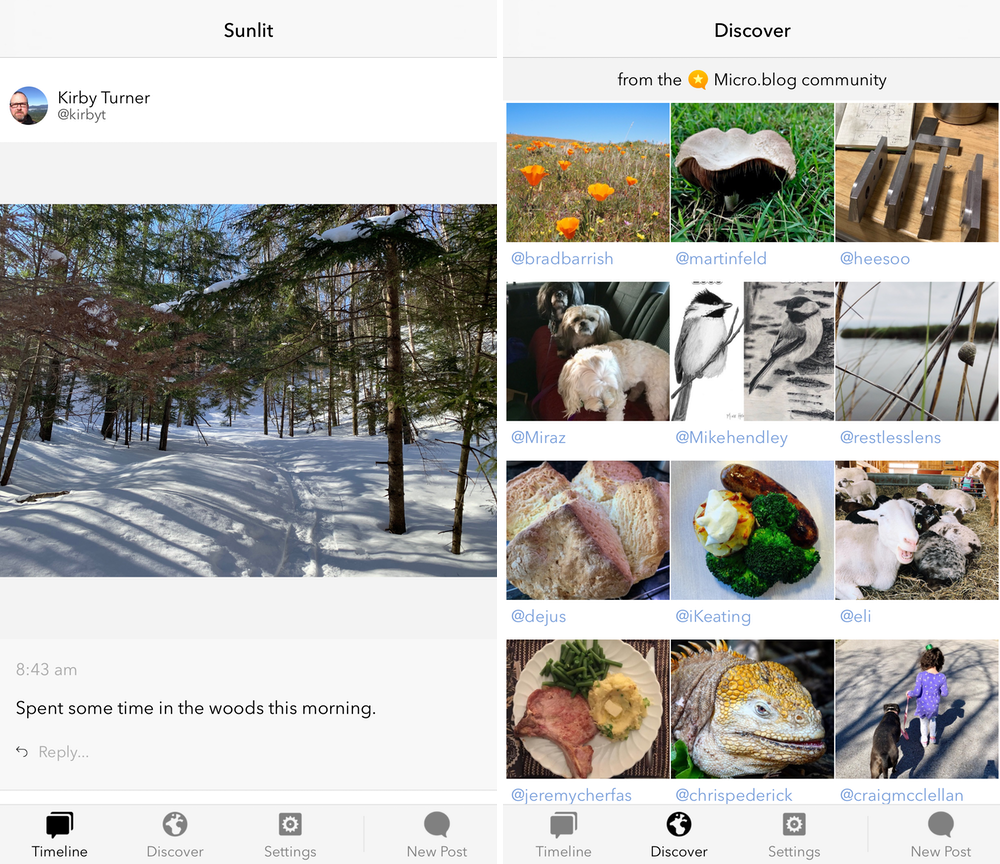 Sunlit
Kirby Turner
@kirbyt
8:43 am
Spent some time in the woods this morning.
Reply...
Timeline
Discover
Settings
New Post
Discover
from the Micro.blog community
@bradbarrish
@martinfeld
@heesoo
@Miraz
@Mikehendley
@restlesslens
@dejus
@iKeating
@eli
@jeremycherfas
@chrispederick
@craigmcclellan
Timeline
Discover
Settings
New Post